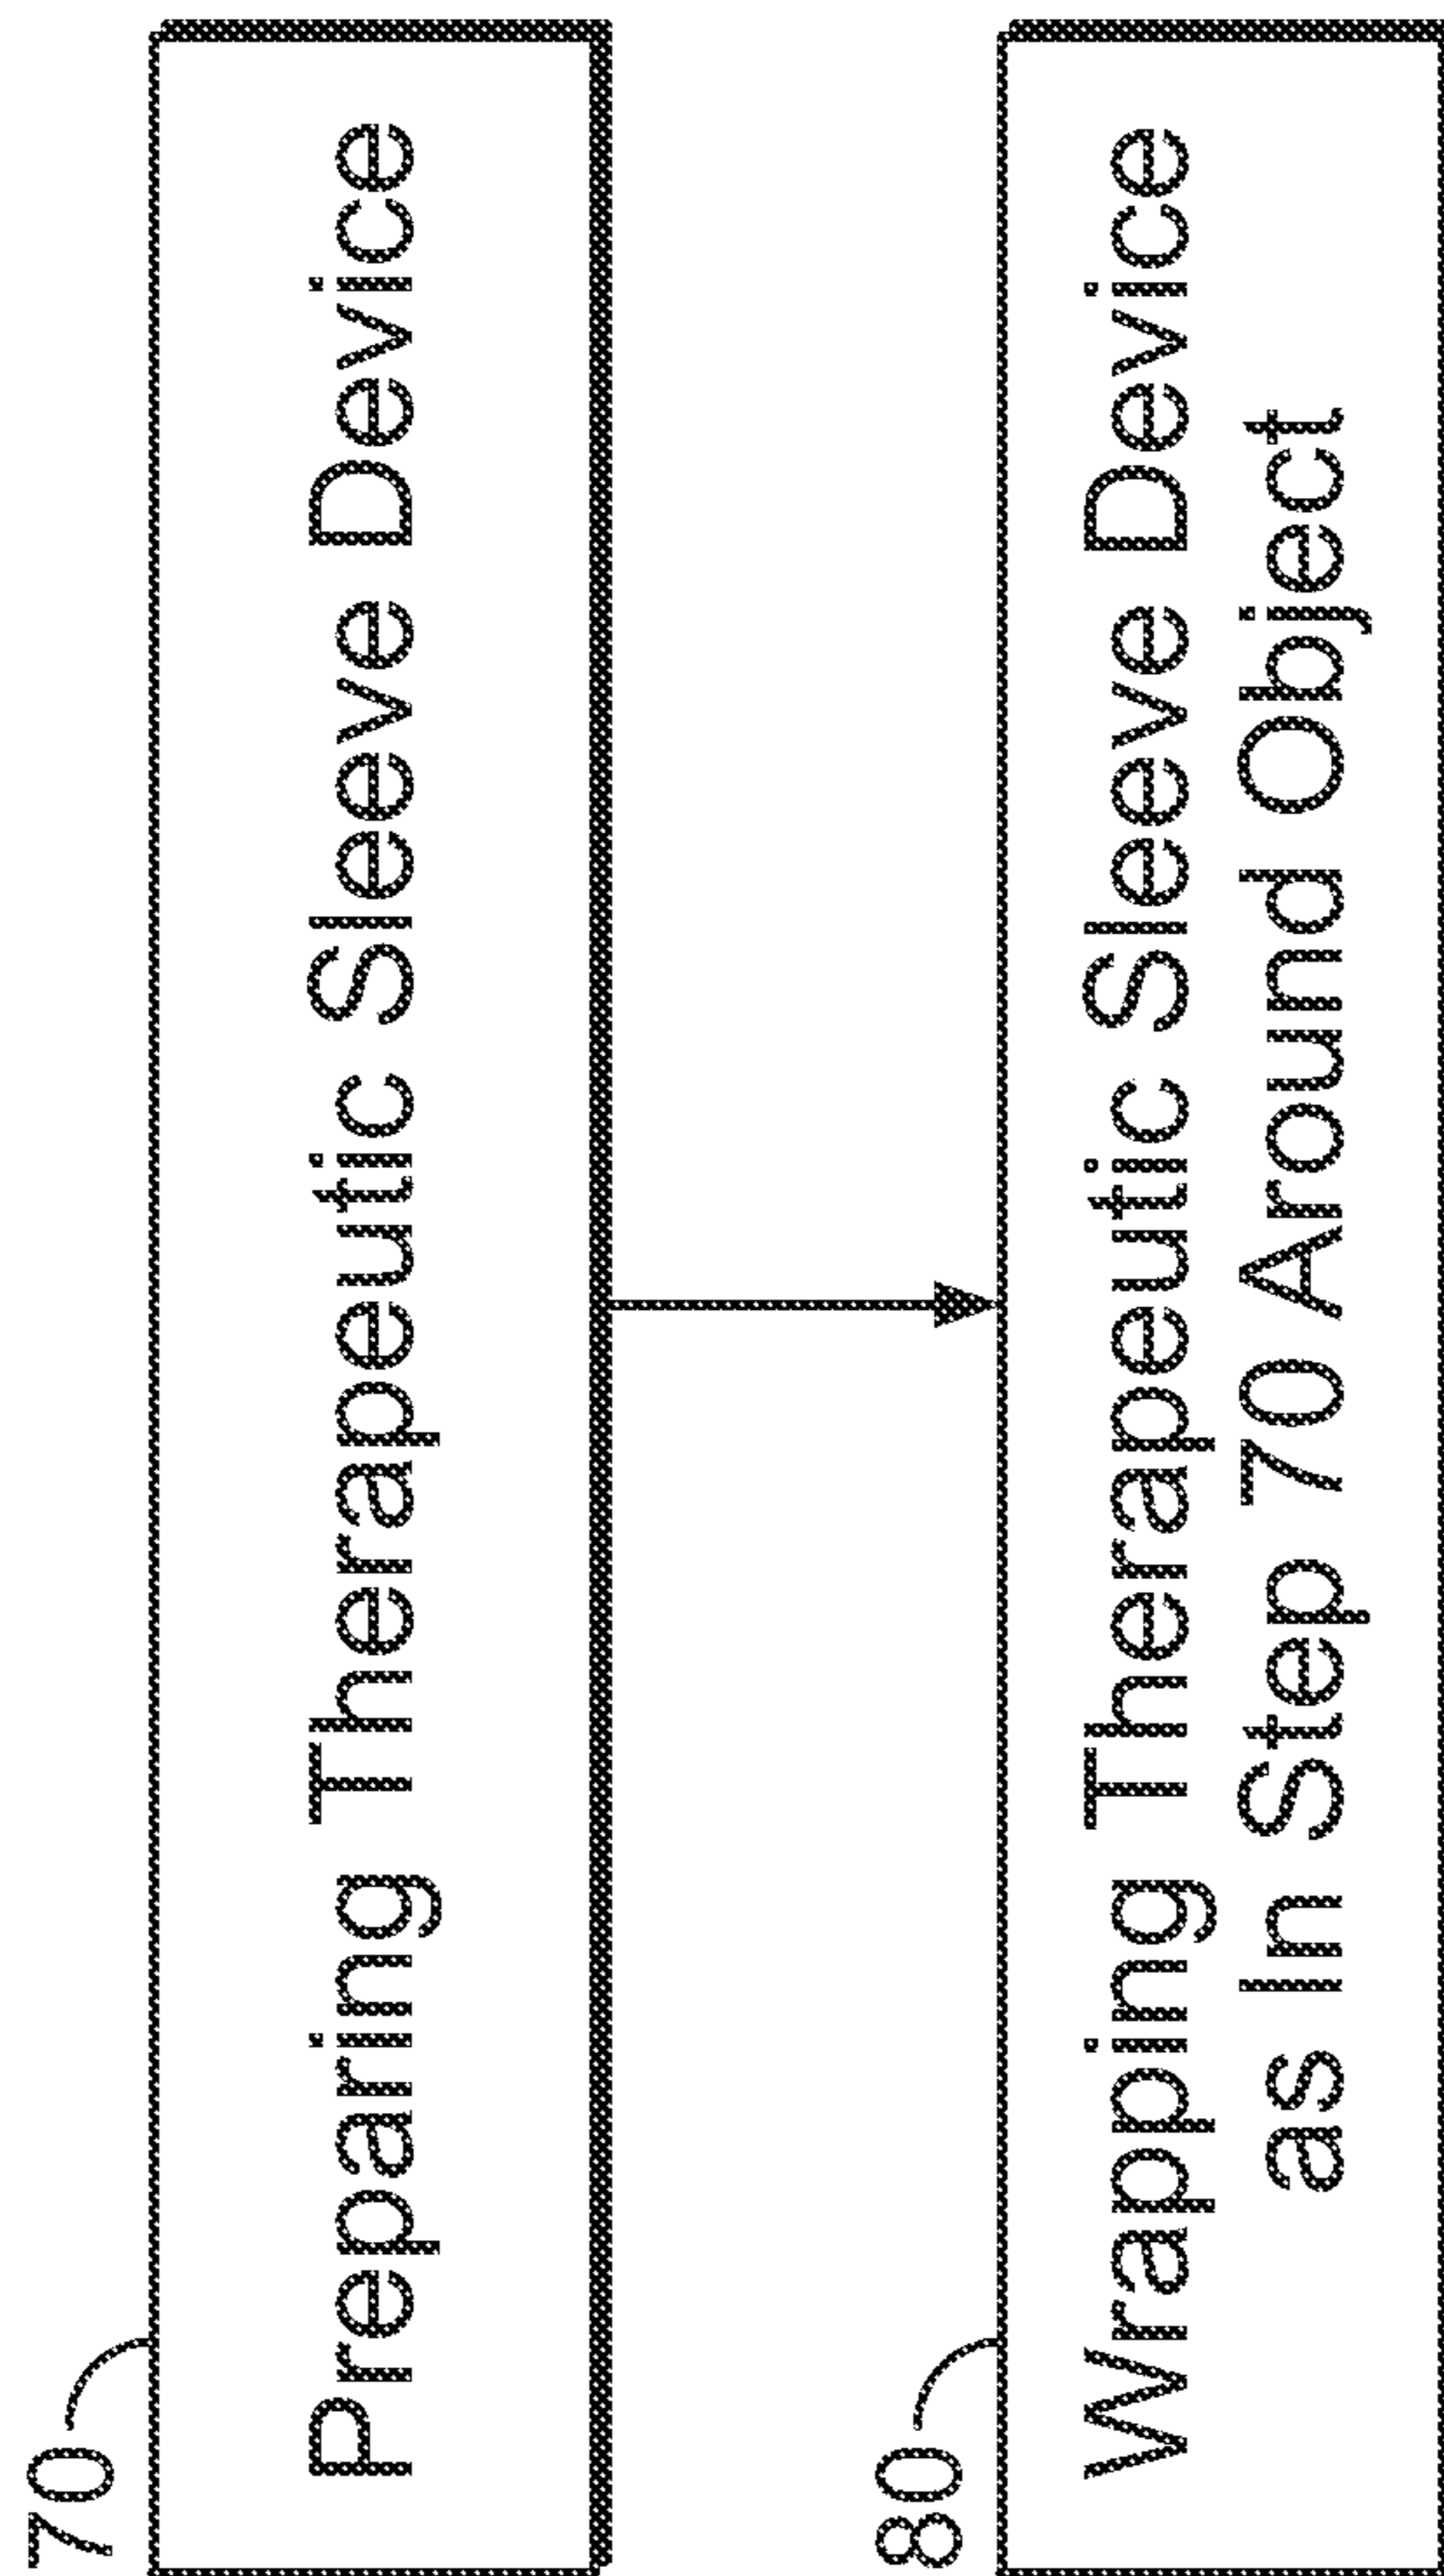 70
Preparing Therapeutic Sleeve Device
80
Wrapping Therapeutic Sleeve Device
as In Step 70 Around Object